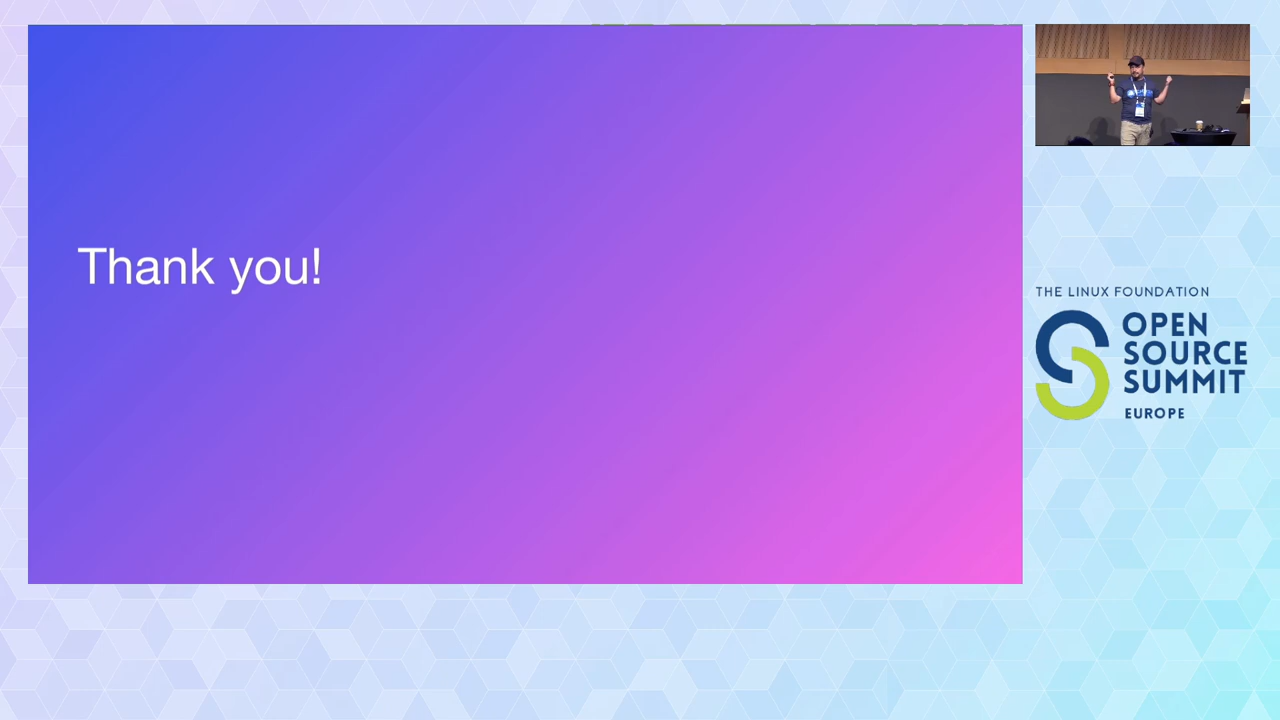 Thank you!
THE LINUX FOUNDATION
OPEN
SOURCE
SUMMIT
EUROPE